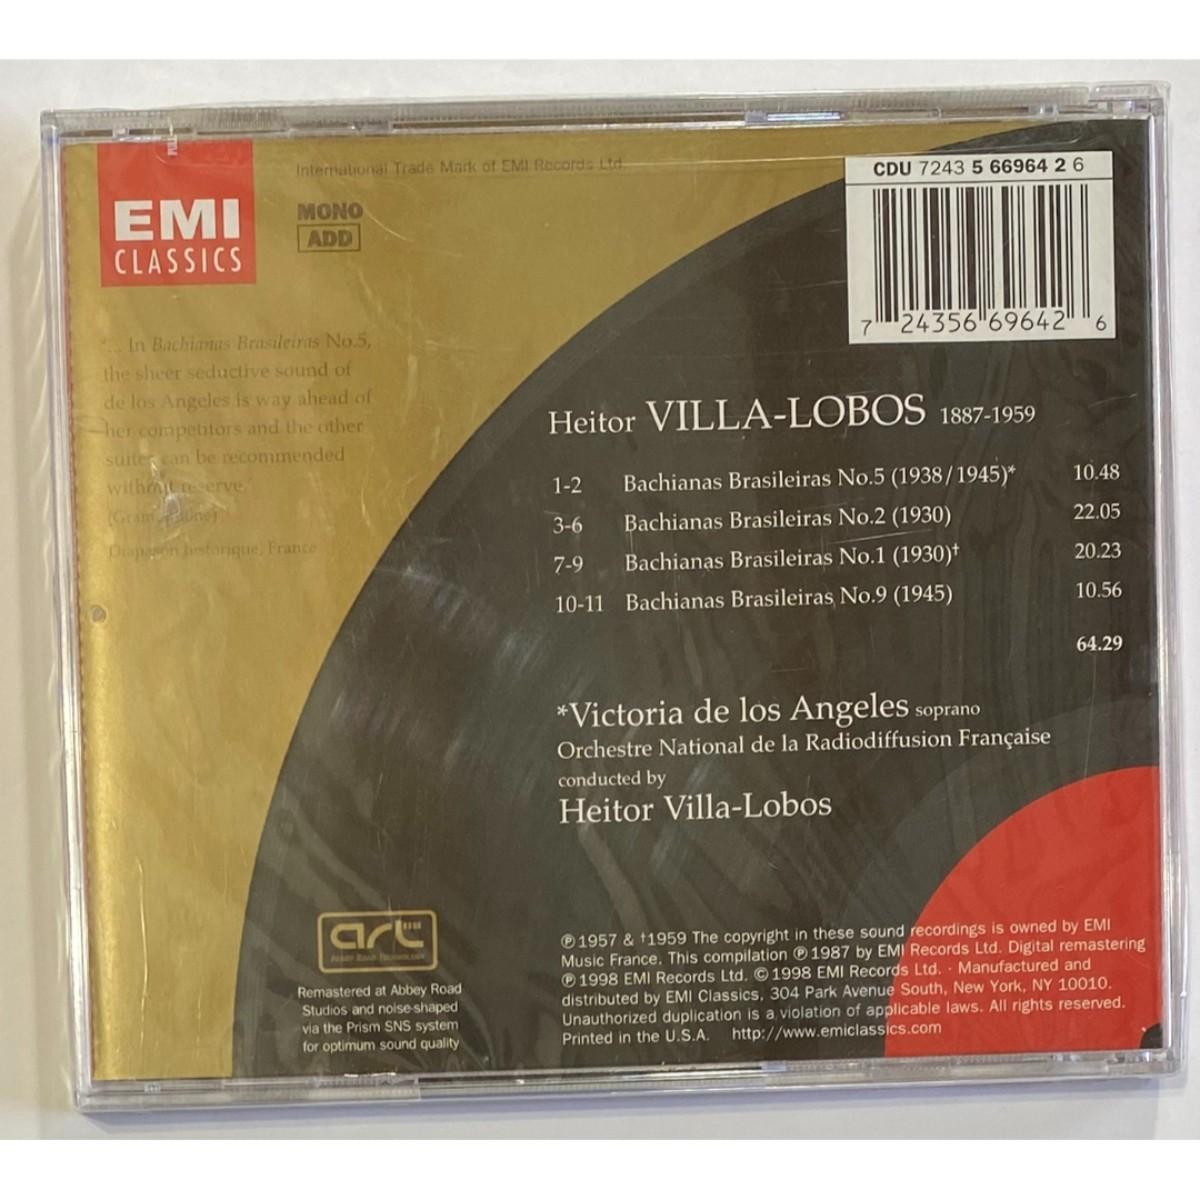 International Trade Mark of EMI Records Ltd.
EMI
CLASSICS
MONO
ADD
CDU 7243 5 66964 2 6
7 24356 69642 6
'... In Bachianas Brasileiras No.5,
the sheer seductive sound of
de los Angeles is way ahead of
her competitors and the other
suites can be recommended
without reserve.'
(Gramophone)
Diapason historique, France
Heitor VILLA-LOBOS 1887-1959
1-2 Bachianas Brasileiras No.5 (1938/1945)* 10.48
3-6 Bachianas Brasileiras No.2 (1930) 22.05
7-9 Bachianas Brasileiras No.1 (1930)† 20.23
10-11 Bachianas Brasileiras No.9 (1945) 10.56
64.29
*Victoria de los Angeles soprano
Orchestre National de la Radiodiffusion Française
conducted by
Heitor Villa-Lobos
art
ABBEY ROAD TECHNOLOGY
Remastered at Abbey Road
Studios and noise-shaped
via the Prism SNS system
for optimum sound quality
℗ 1957 & †1959 The copyright in these sound recordings is owned by EMI
Music France. This compilation ℗ 1987 by EMI Records Ltd. Digital remastering
℗ 1998 EMI Records Ltd. © 1998 EMI Records Ltd. · Manufactured and
distributed by EMI Classics, 304 Park Avenue South, New York, NY 10010.
Unauthorized duplication is a violation of applicable laws. All rights reserved.
Printed in the U.S.A. http://www.emiclassics.com